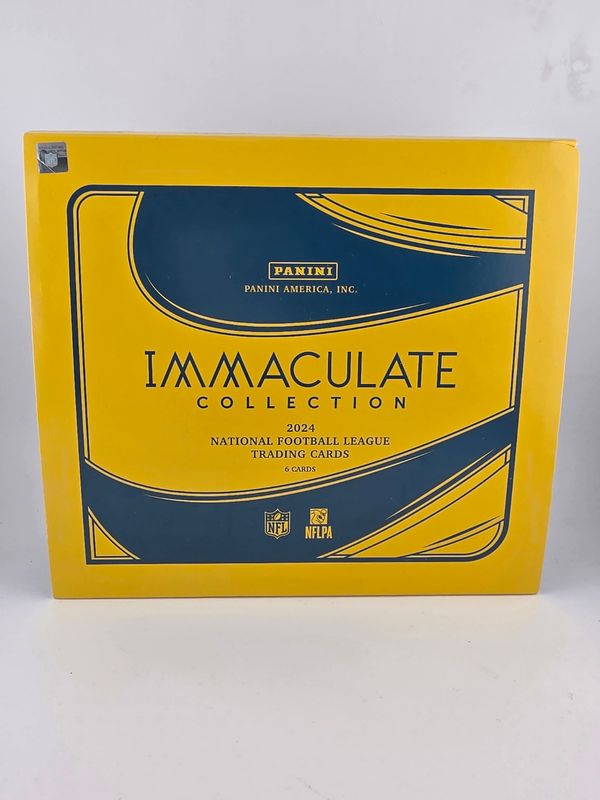 PANINI
PANINI AMERICA, INC.
IMMACULATE
COLLECTION
2024
NATIONAL FOOTBALL LEAGUE
TRADING CARDS
6 CARDS
NFL
NFLPA